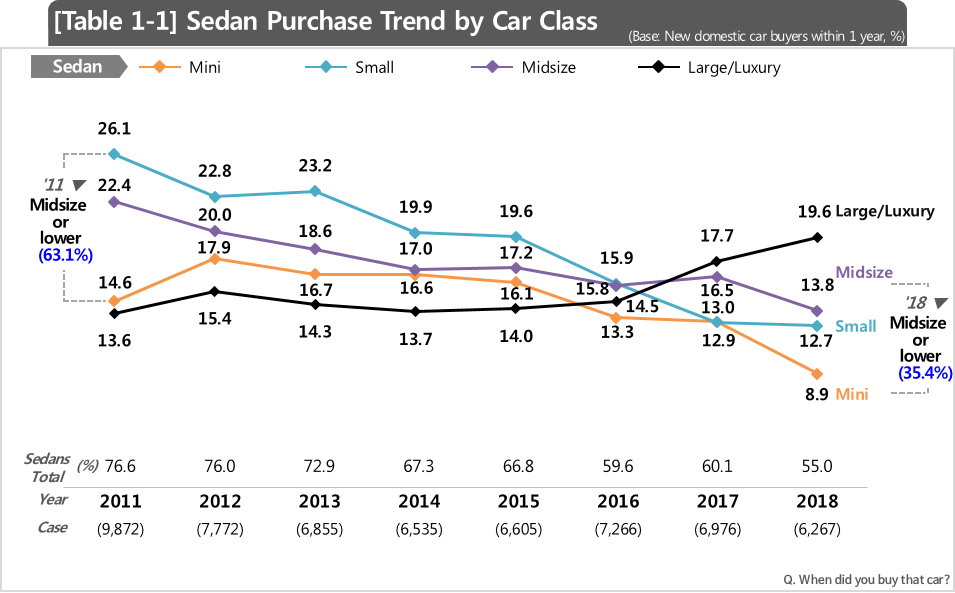 [Table 1-1] Sedan Purchase Trend by Car Class
(Base: New domestic car buyers within 1 year, %)
Sedan Mini Small Midsize Large/Luxury
26.1 22.8 23.2 19.9 19.6 15.9 17.7 19.6 Large/Luxury
'11 ▼
Midsize
or
lower
(63.1%)
22.4 20.0 18.6 17.0 17.2 15.8 16.5 13.8 Midsize
14.6 17.9 16.7 16.6 16.1 13.3 13.0 8.9 Mini
13.6 15.4 14.3 13.7 14.0 14.5 12.9 12.7 Small
'18 ▼
Midsize
or
lower
(35.4%)
Sedans
Total (%) 76.6 76.0 72.9 67.3 66.8 59.6 60.1 55.0
Year 2011 2012 2013 2014 2015 2016 2017 2018
Case (9,872) (7,772) (6,855) (6,535) (6,605) (7,266) (6,976) (6,267)
Q. When did you buy that car?